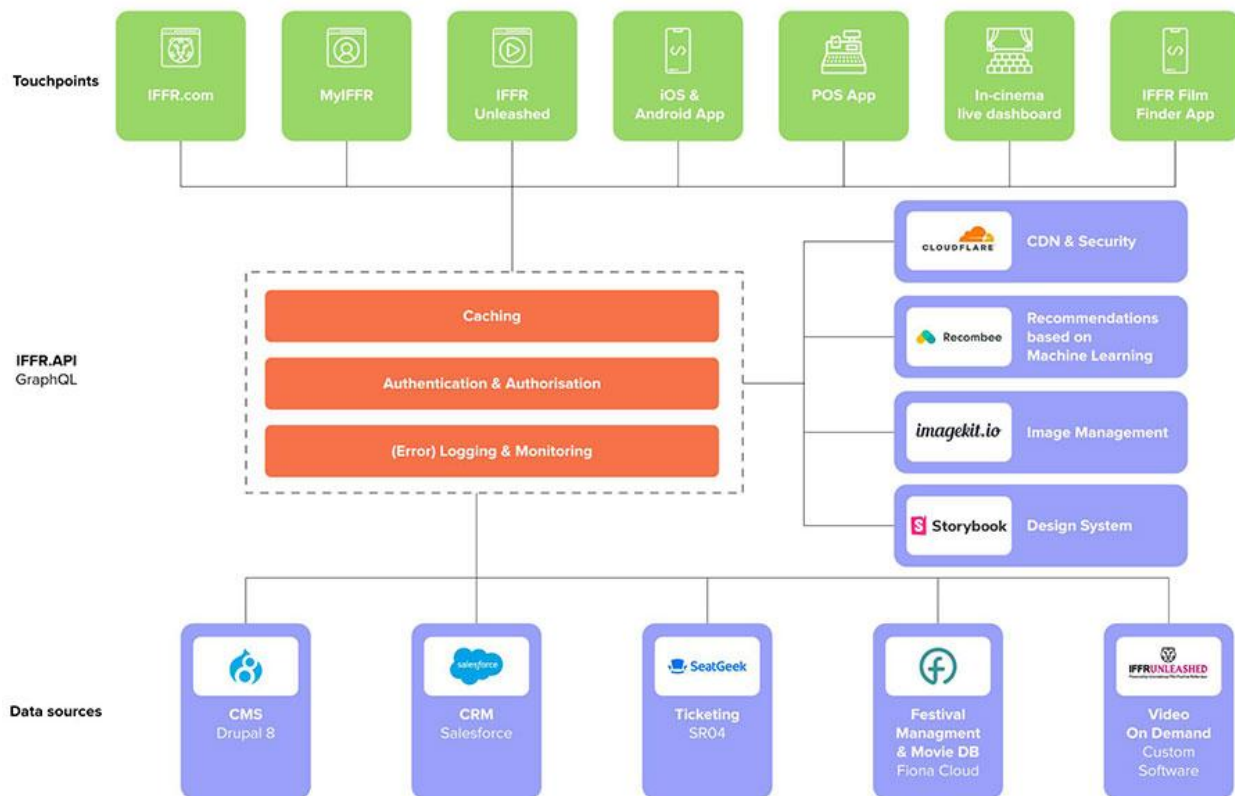 Touchpoints
IFFR.com
MyIFFR
IFFR
Unleashed
iOS &
Android App
POS App
In-cinema
live dashboard
IFFR Film
Finder App
CLOUDFLARE
CDN & Security
Recombee
Recommendations
based on
Machine Learning
imagekit.io
Image Management
Storybook
Design System
IFFR.API
GraphQL
Caching
Authentication & Authorisation
(Error) Logging & Monitoring
Data sources
CMS
Drupal 8
salesforce
CRM
Salesforce
SeatGeek
Ticketing
SR04
Festival
Managment
& Movie DB
Fiona Cloud
IFFRUNLEASHED
Video
On Demand
Custom
Software